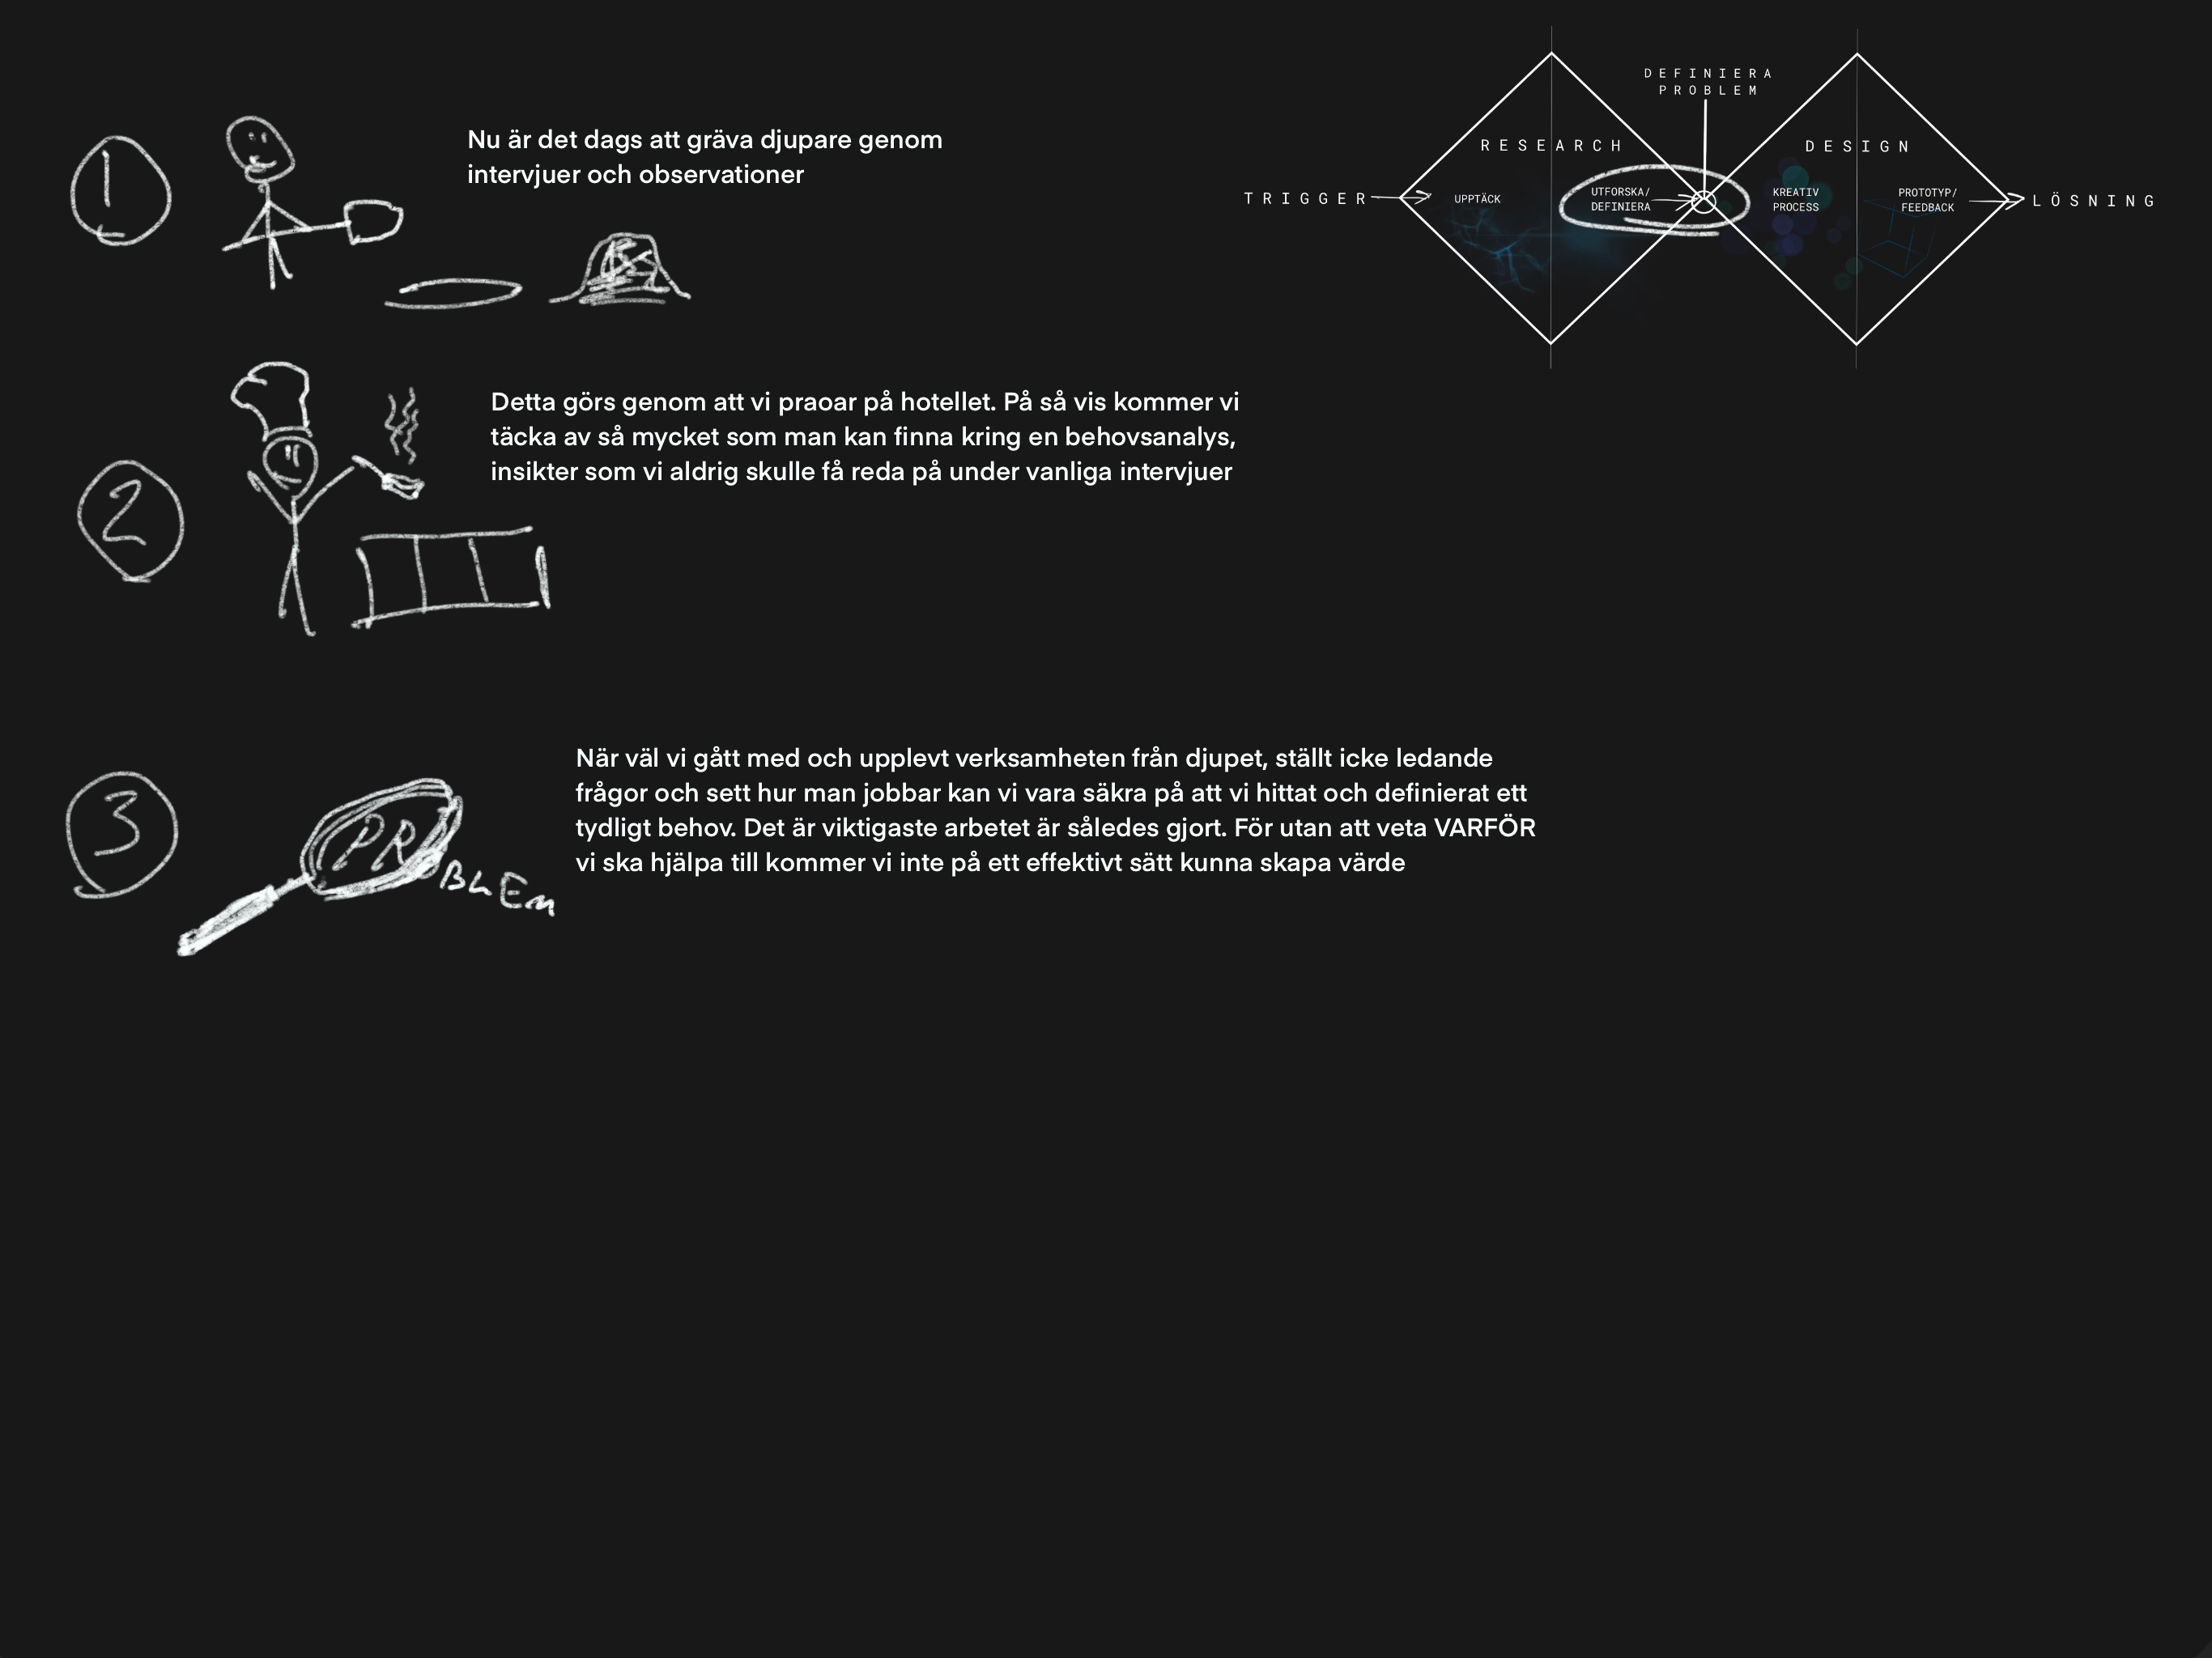 1
Nu är det dags att gräva djupare genom
intervjuer och observationer
DEFINIERA
PROBLEM
RESEARCH
DESIGN
TRIGGER
UPPTÄCK
UTFORSKA/
DEFINIERA
KREATIV
PROCESS
PROTOTYP/
FEEDBACK
LÖSNING
2
Detta görs genom att vi praoar på hotellet. På så vis kommer vi
täcka av så mycket som man kan finna kring en behovsanalys,
insikter som vi aldrig skulle få reda på under vanliga intervjuer
3
PROBLEM
När väl vi gått med och upplevt verksamheten från djupet, ställt icke ledande
frågor och sett hur man jobbar kan vi vara säkra på att vi hittat och definierat ett
tydligt behov. Det är viktigaste arbetet är således gjort. För utan att veta VARFÖR
vi ska hjälpa till kommer vi inte på ett effektivt sätt kunna skapa värde